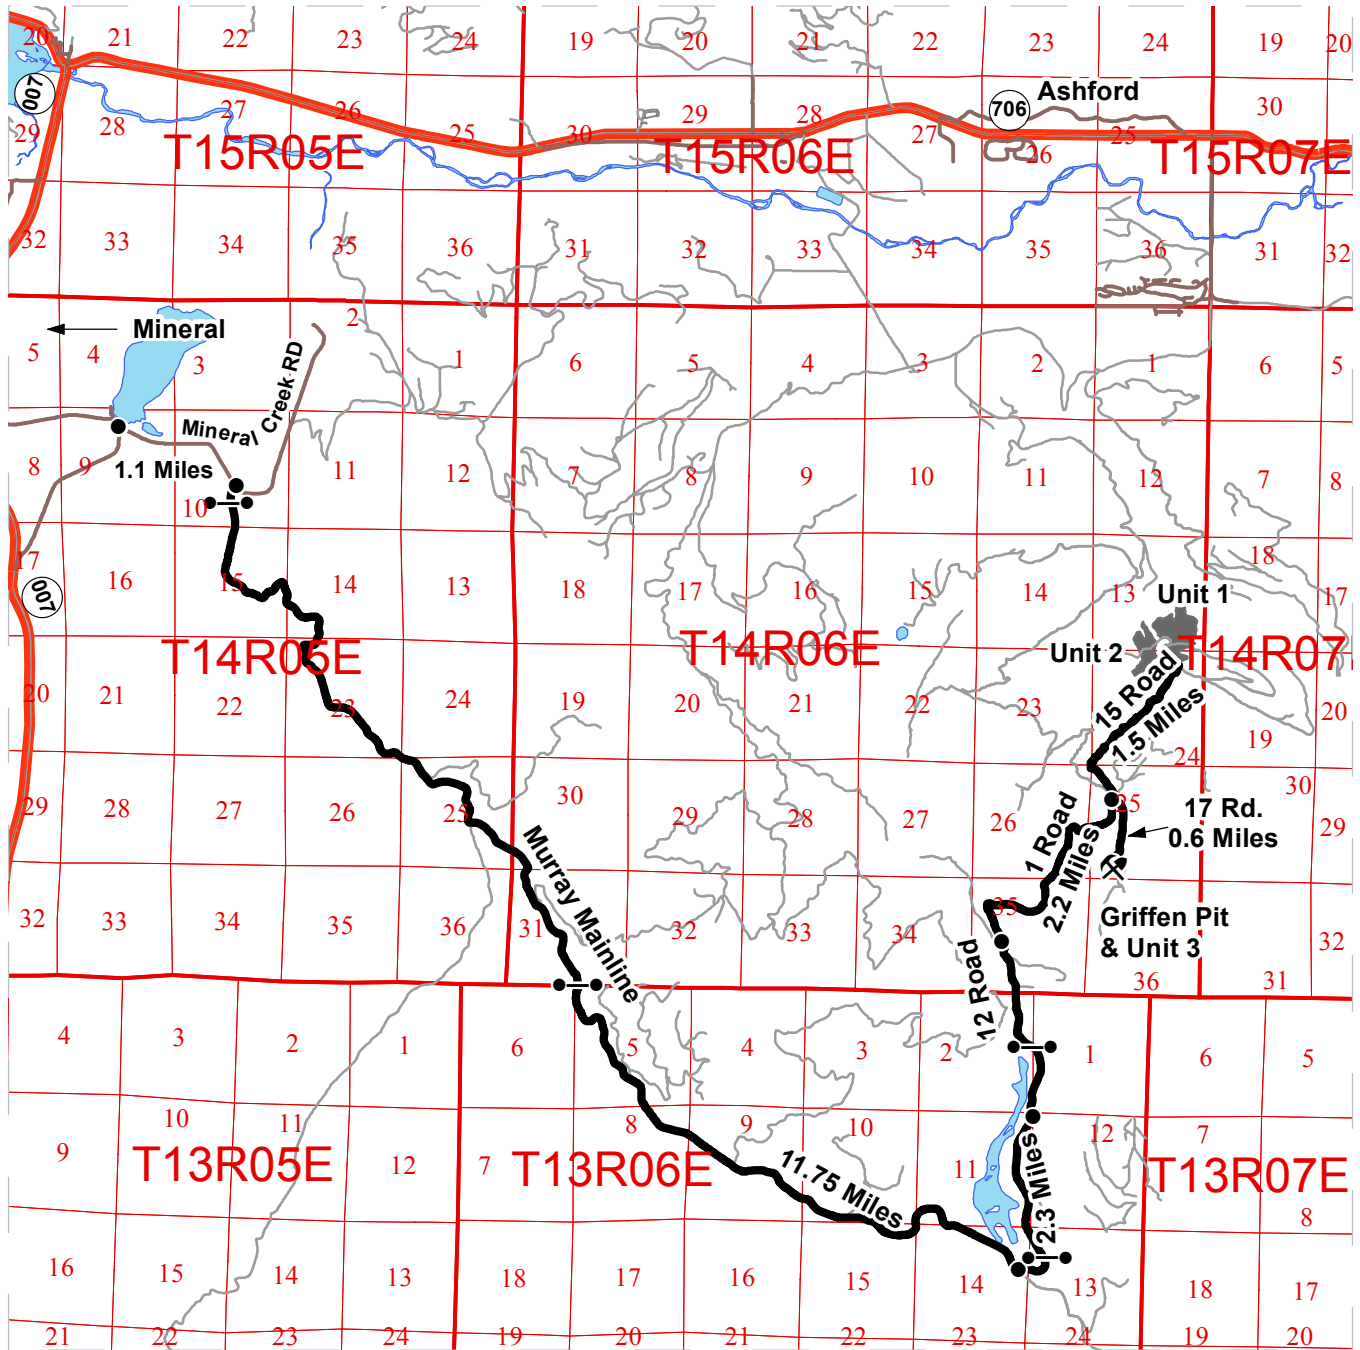 20 21 22 23 24 19 20 21 22 23 24 19 20
007
706 Ashford
29 28 27 26 25 30 29 28 27 26 25 30
T15R05E T15R06E T15R07E
32 33 34 35 36 31 32 33 34 35 36 31 32
Mineral
5 4 3 2 1 6 5 4 3 2 1 6 5
Mineral Creek RD
1.1 Miles
8 9 10 11 12 7 8 9 10 11 12 7 8
17 16 15 14 13 18 17 16 15 14 13 18 17
007
Unit 1
Unit 2
T14R05E T14R06E T14R07
20 21 22 23 24 19 20 21 22 23 24 19 20
15 Road
1.5 Miles
29 28 27 26 25 30 29 28 27 26 25 30 29
17 Rd.
0.6 Miles
1 Road
2.2 Miles
Murray Mainline
Griffen Pit
& Unit 3
32 33 34 35 36 31 32 33 34 35 36 31 32
12 Road
4 3 2 1 6 5 4 3 2 1 6 5
9 10 11 12 7 8 9 10 11 12 7 8
T13R05E T13R06E T13R07E
11.75 Miles
2.3 Miles
16 15 14 13 18 17 16 15 14 13 18 17
21 22 23 24 19 20 21 22 23 24 19 20